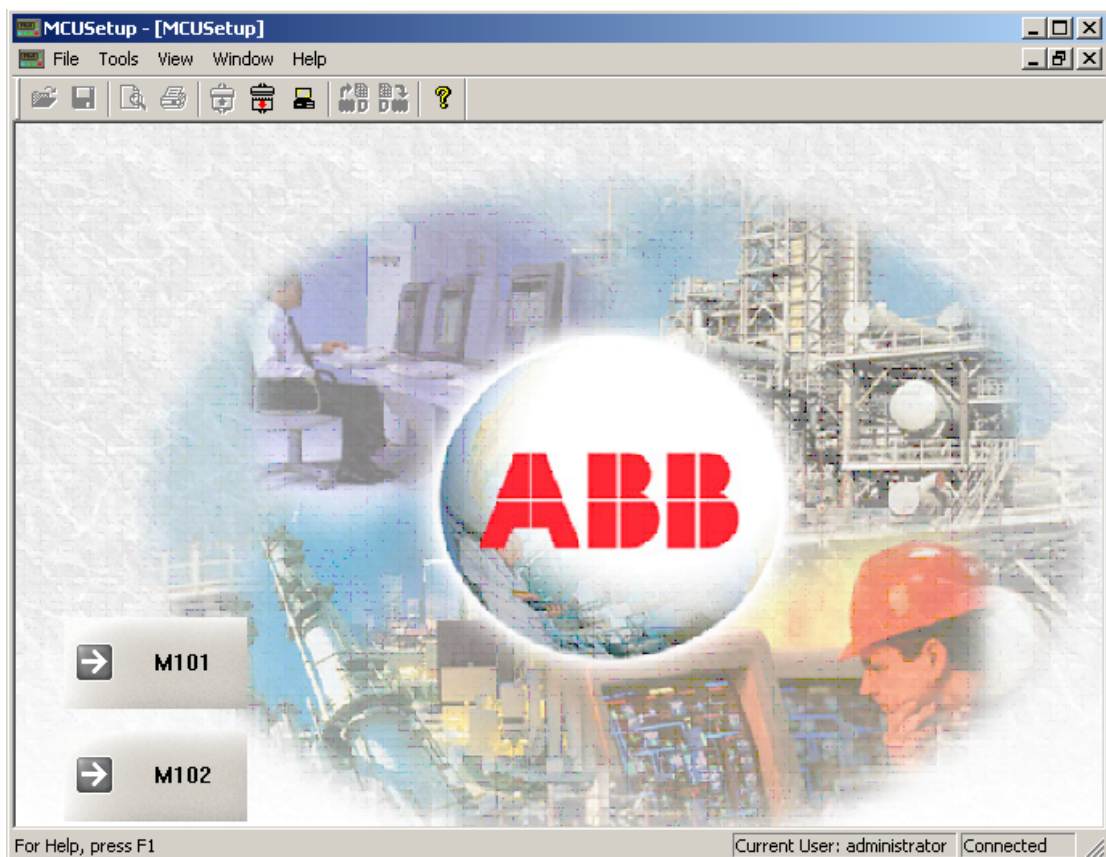 MCUSetup - [MCUSetup]
File Tools View Window Help
ABB
M101
M102
For Help, press F1
Current User: administrator
Connected